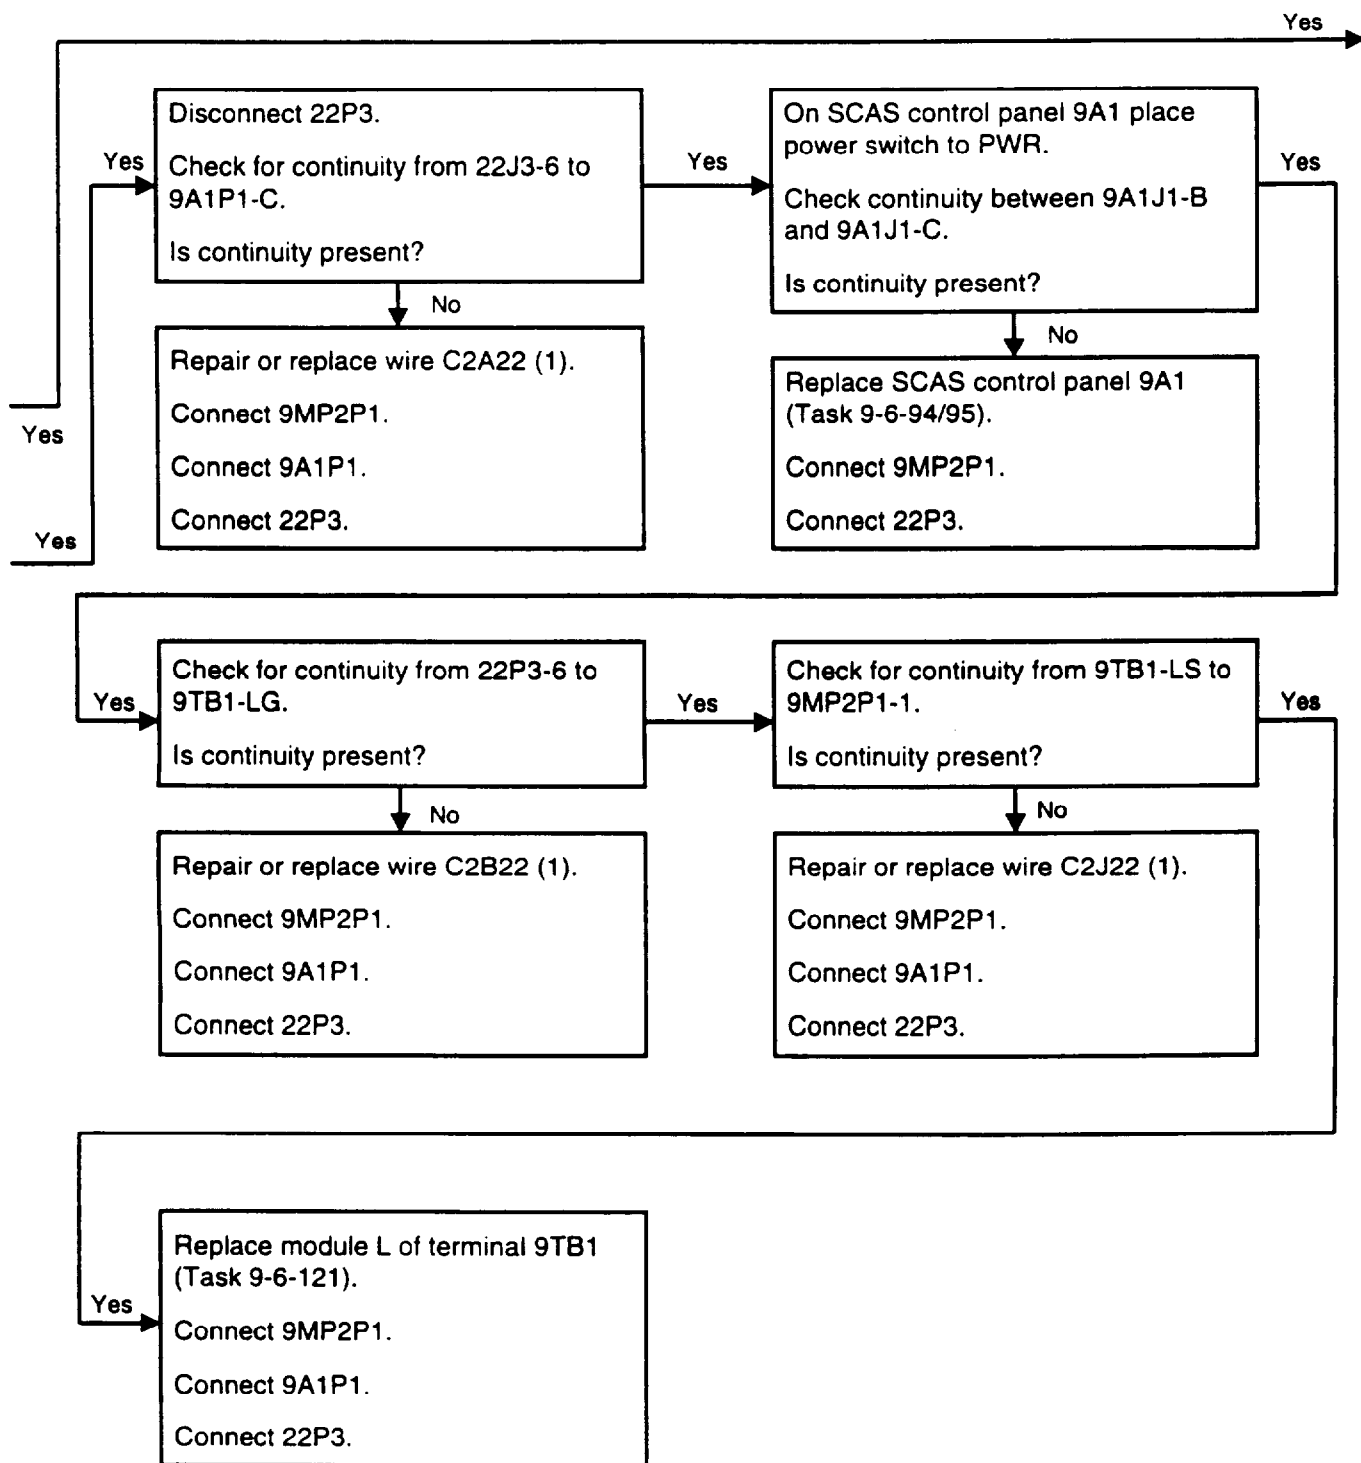 Yes
Disconnect 22P3.
Check for continuity from 22J3-6 to
9A1P1-C.
Is continuity present?
Yes
Yes
On SCAS control panel 9A1 place
power switch to PWR.
Check continuity between 9A1J1-B
and 9A1J1-C.
Is continuity present?
Yes
No
No
Repair or replace wire C2A22 (1).
Connect 9MP2P1.
Connect 9A1P1.
Connect 22P3.
Replace SCAS control panel 9A1
(Task 9-6-94/95).
Connect 9MP2P1.
Connect 22P3.
Yes
Yes
Yes
Check for continuity from 22P3-6 to
9TB1-LG.
Is continuity present?
Yes
Check for continuity from 9TB1-LS to
9MP2P1-1.
Is continuity present?
Yes
No
No
Repair or replace wire C2B22 (1).
Connect 9MP2P1.
Connect 9A1P1.
Connect 22P3.
Repair or replace wire C2J22 (1).
Connect 9MP2P1.
Connect 9A1P1.
Connect 22P3.
Yes
Replace module L of terminal 9TB1
(Task 9-6-121).
Connect 9MP2P1.
Connect 9A1P1.
Connect 22P3.